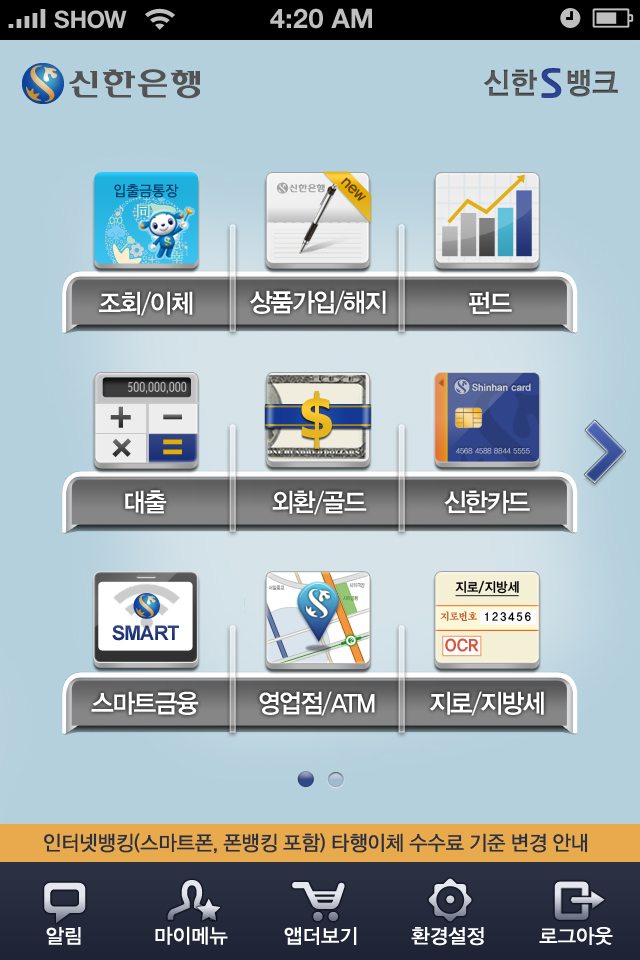 SHOW 4:20 AM
신한은행 신한S뱅크
입출금통장 신한은행 new
조회/이체 상품가입/해지 펀드
500,000,000 Shinhan card
4568 4588 8844 5555
대출 외환/골드 신한카드
SMART 지로/지방세
지로번호 123456
OCR
스마트금융 영업점/ATM 지로/지방세
인터넷뱅킹(스마트폰, 폰뱅킹 포함) 타행이체 수수료 기준 변경 안내
알림 마이메뉴 앱더보기 환경설정 로그아웃